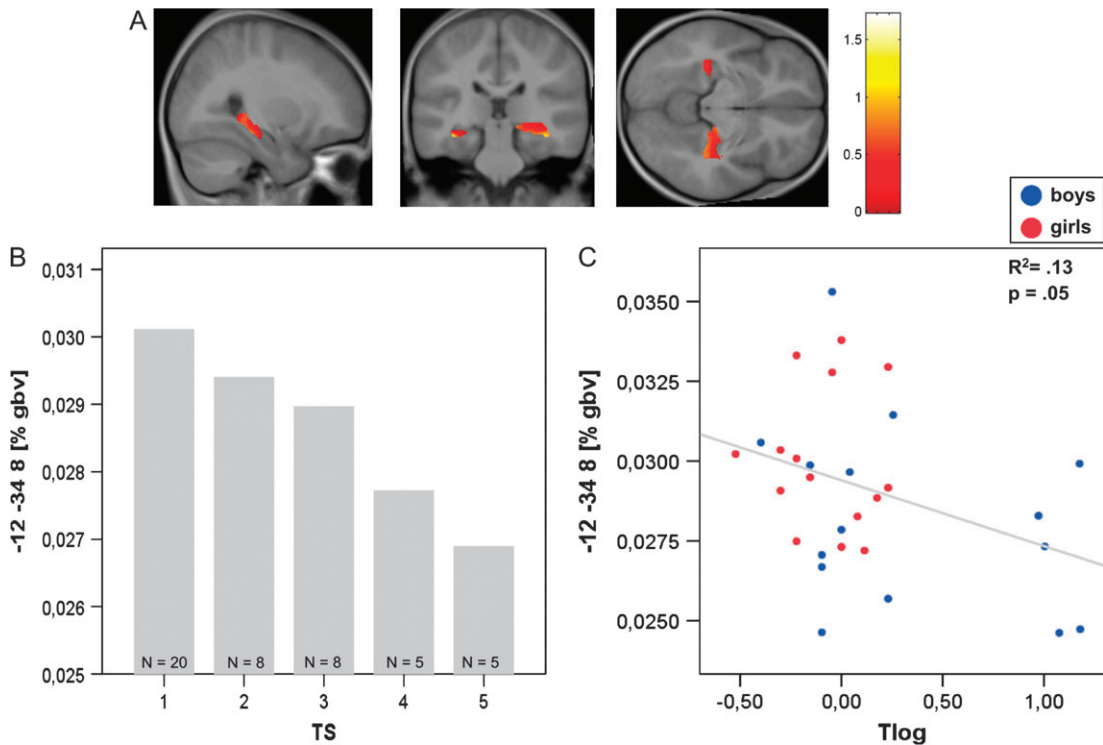 A
1.5
1
0.5
0
boys
girls
B
0,031
0,030
0,029
0,028
0,027
0,026
0,025
-12 -34 8 [% gbv]
N = 20 N = 8 N = 8 N = 5 N = 5
1 2 3 4 5
TS
C
R²= .13
p = .05
0,0350
0,0325
0,0300
0,0275
0,0250
-12 -34 8 [% gbv]
-0,50 0,00 0,50 1,00
Tlog